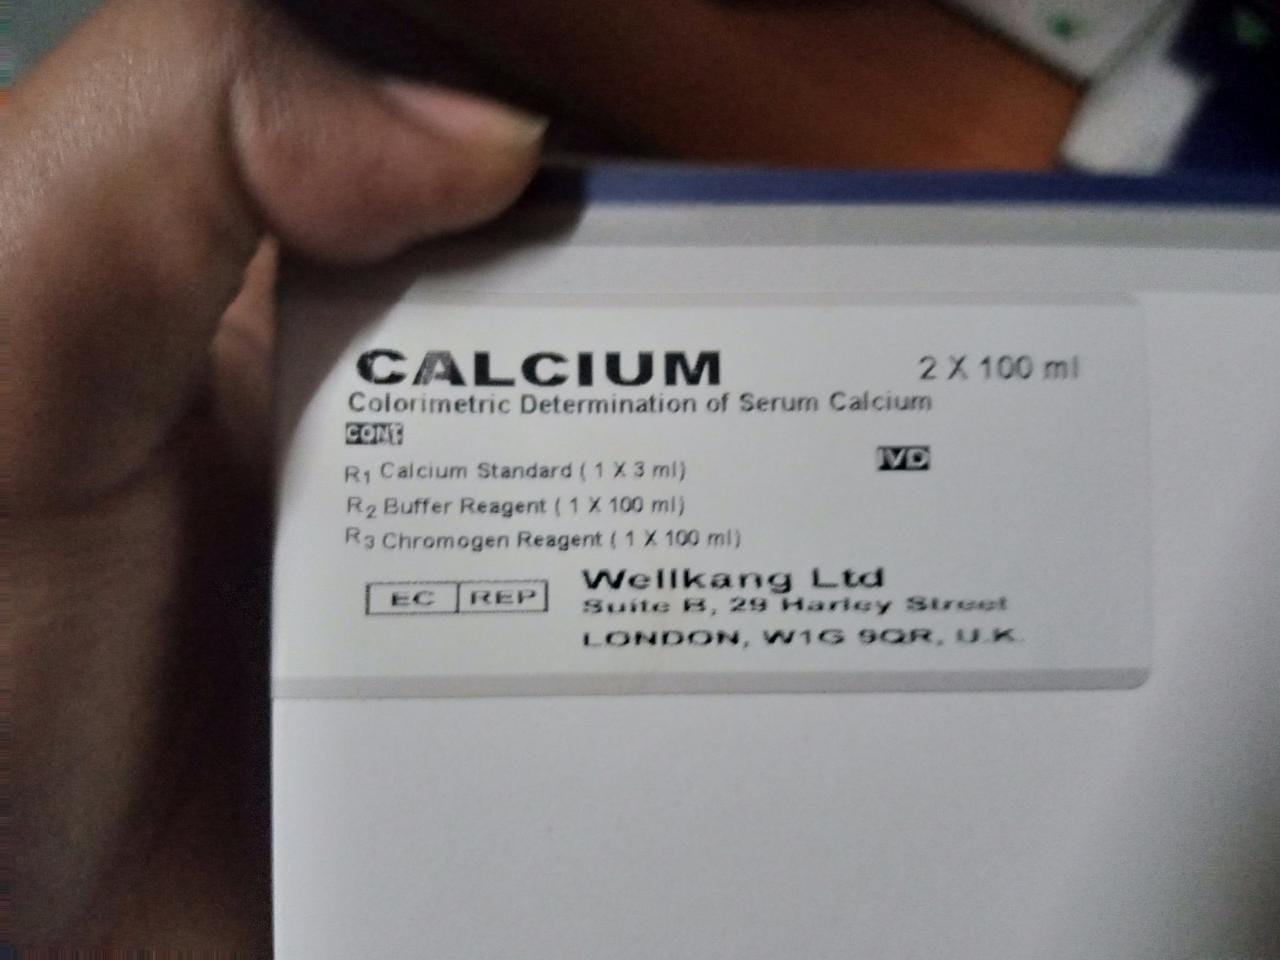 CALCIUM 2 X 100 ml
Colorimetric Determination of Serum Calcium
CONT
IVD
R1 Calcium Standard ( 1 X 3 ml)
R2 Buffer Reagent ( 1 X 100 ml)
R3 Chromogen Reagent ( 1 X 100 ml)
EC REP
Wellkang Ltd
Suite B, 29 Harley Street
LONDON, W1G 9QR, U.K.